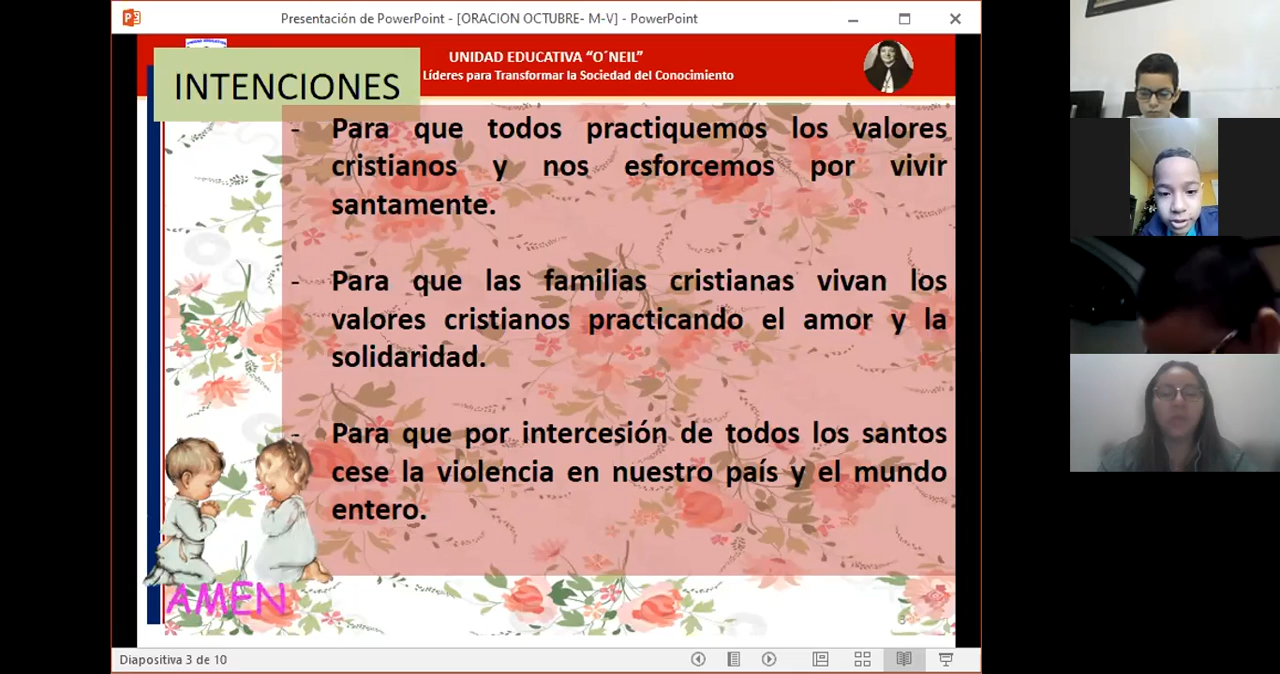 Presentación de PowerPoint - [ORACION OCTUBRE- M-V] - PowerPoint
UNIDAD EDUCATIVA “O´NEIL”
Líderes para Transformar la Sociedad del Conocimiento
INTENCIONES
- Para que todos practiquemos los valores
cristianos y nos esforcemos por vivir
santamente.
- Para que las familias cristianas vivan los
valores cristianos practicando el amor y la
solidaridad.
- Para que por intercesión de todos los santos
cese la violencia en nuestro país y el mundo
entero.
AMEN
Diapositiva 3 de 10